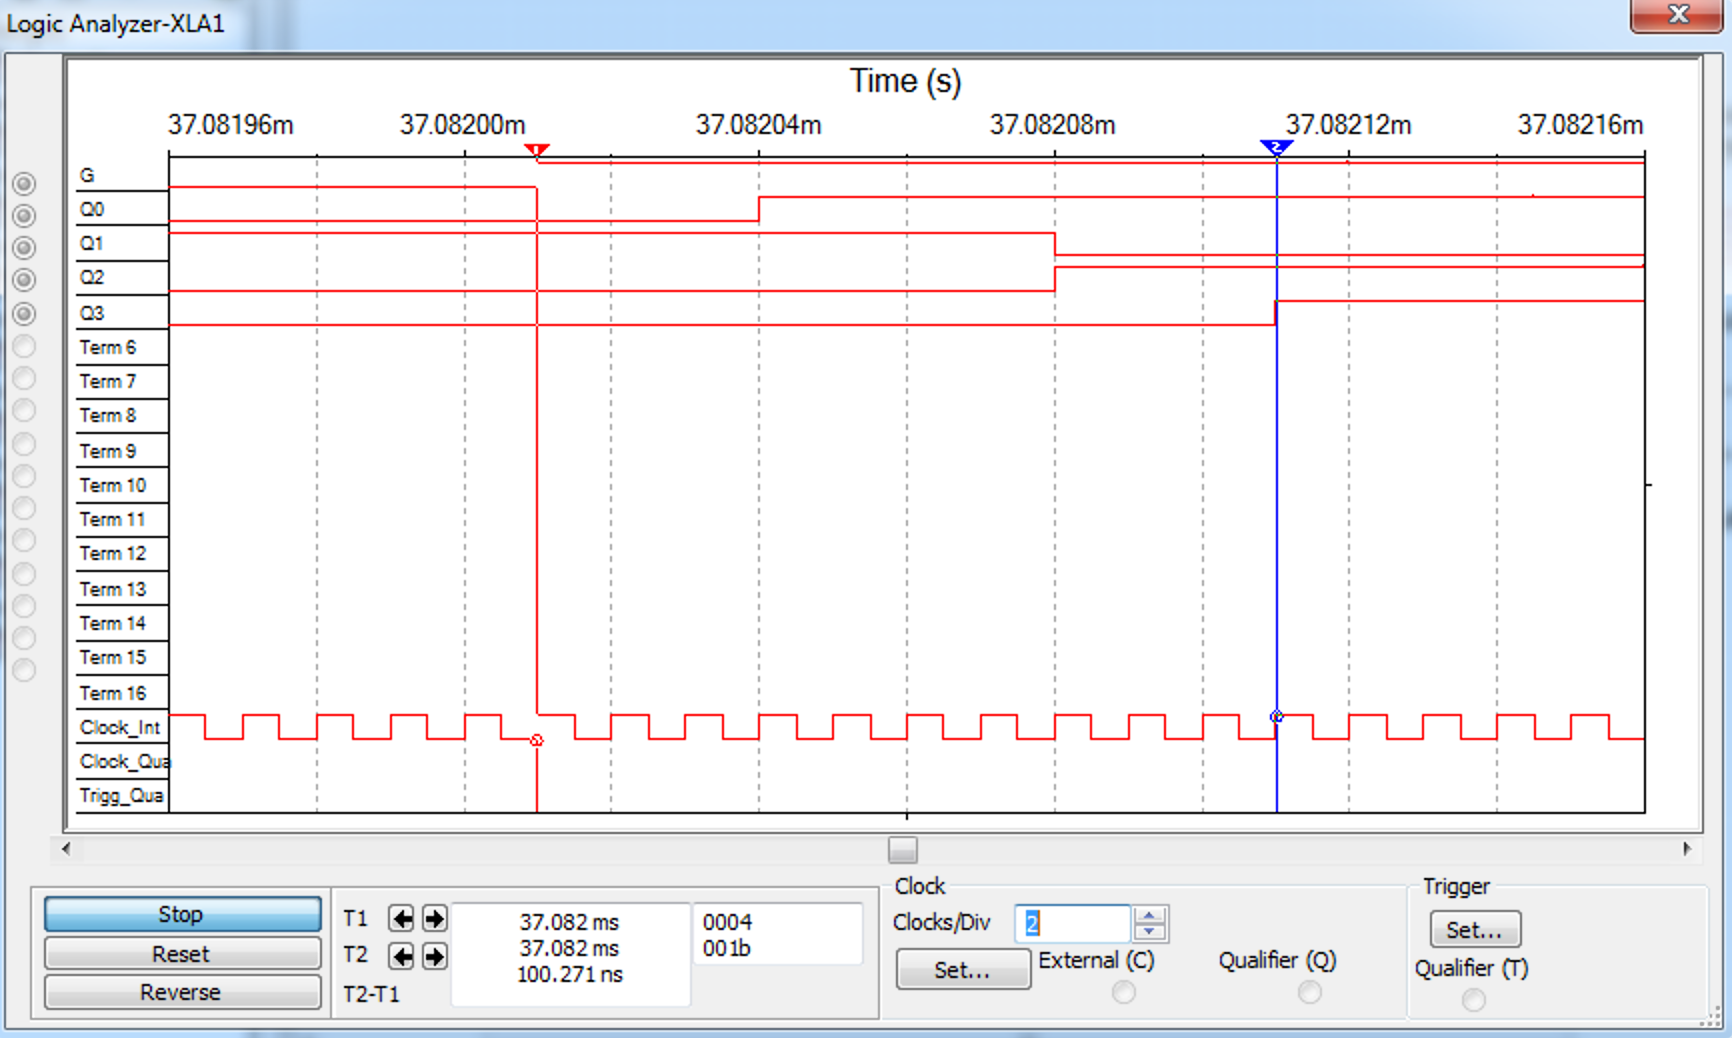 Logic Analyzer-XLA1
Time (s)
37.08196m 37.08200m 37.08204m 37.08208m 37.08212m 37.08216m
1 2
G
Q0
Q1
Q2
Q3
Term 6
Term 7
Term 8
Term 9
Term 10
Term 11
Term 12
Term 13
Term 14
Term 15
Term 16
Clock_Int
Clock_Qua
Trigg_Qua
Stop
Reset
Reverse
T1 37.082 ms 0004
T2 37.082 ms 001b
T2-T1 100.271 ns
Clock
Clocks/Div 2
Set... External (C) Qualifier (Q)
Trigger
Set...
Qualifier (T)